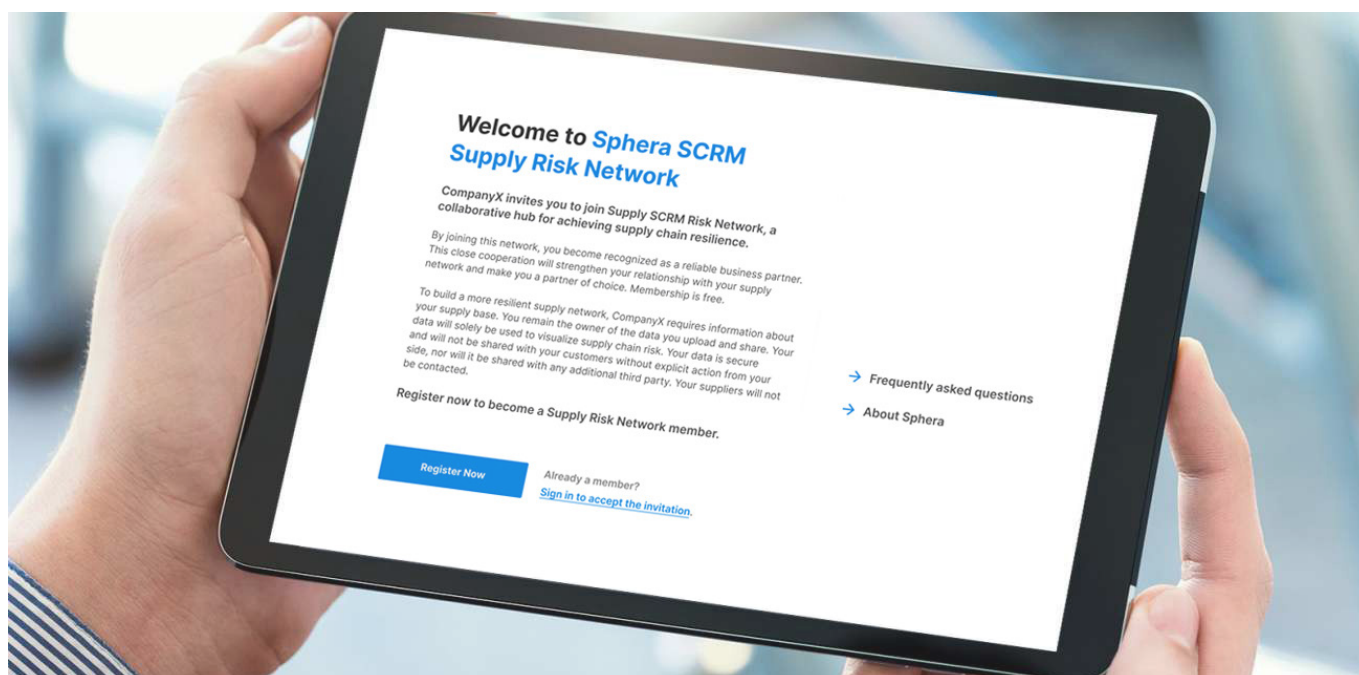 Welcome to Sphera SCRM
Supply Risk Network
CompanyX invites you to join Supply SCRM Risk Network, a
collaborative hub for achieving supply chain resilience.
By joining this network, you become recognized as a reliable business partner.
This close cooperation will strengthen your relationship with your supply
network and make you a partner of choice. Membership is free.
To build a more resilient supply network, CompanyX requires information about
your supply base. You remain the owner of the data you upload and share. Your
data will solely be used to visualize supply chain risk. Your data is secure
and will not be shared with your customers without explicit action from your
side, nor will it be shared with any additional third party. Your suppliers will not
be contacted.
Register now to become a Supply Risk Network member.
Register Now
Already a member?
Sign in to accept the invitation.
→ Frequently asked questions
→ About Sphera